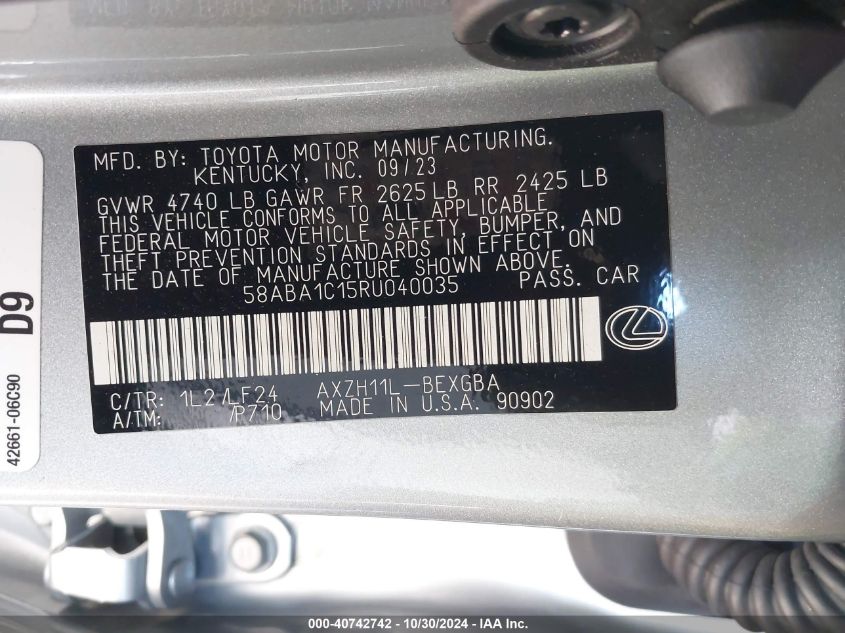 MFD. BY: TOYOTA MOTOR MANUFACTURING.
KENTUCKY, INC. 09/23
GVWR 4740 LB GAWR FR 2625 LB RR 2425 LB
THIS VEHICLE CONFORMS TO ALL APPLICABLE
FEDERAL MOTOR VEHICLE SAFETY, BUMPER, AND
THEFT PREVENTION STANDARDS IN EFFECT ON
THE DATE OF MANUFACTURE SHOWN ABOVE.
58ABA1C15RU040035 PASS. CAR
C/TR: 1L2 /LF24 AXZH11L-BEXGBA
A/TM: /P710 MADE IN U.S.A. 90902
D9
42661-06C90
000-40742742 / 10/30/2024 - IAA Inc.